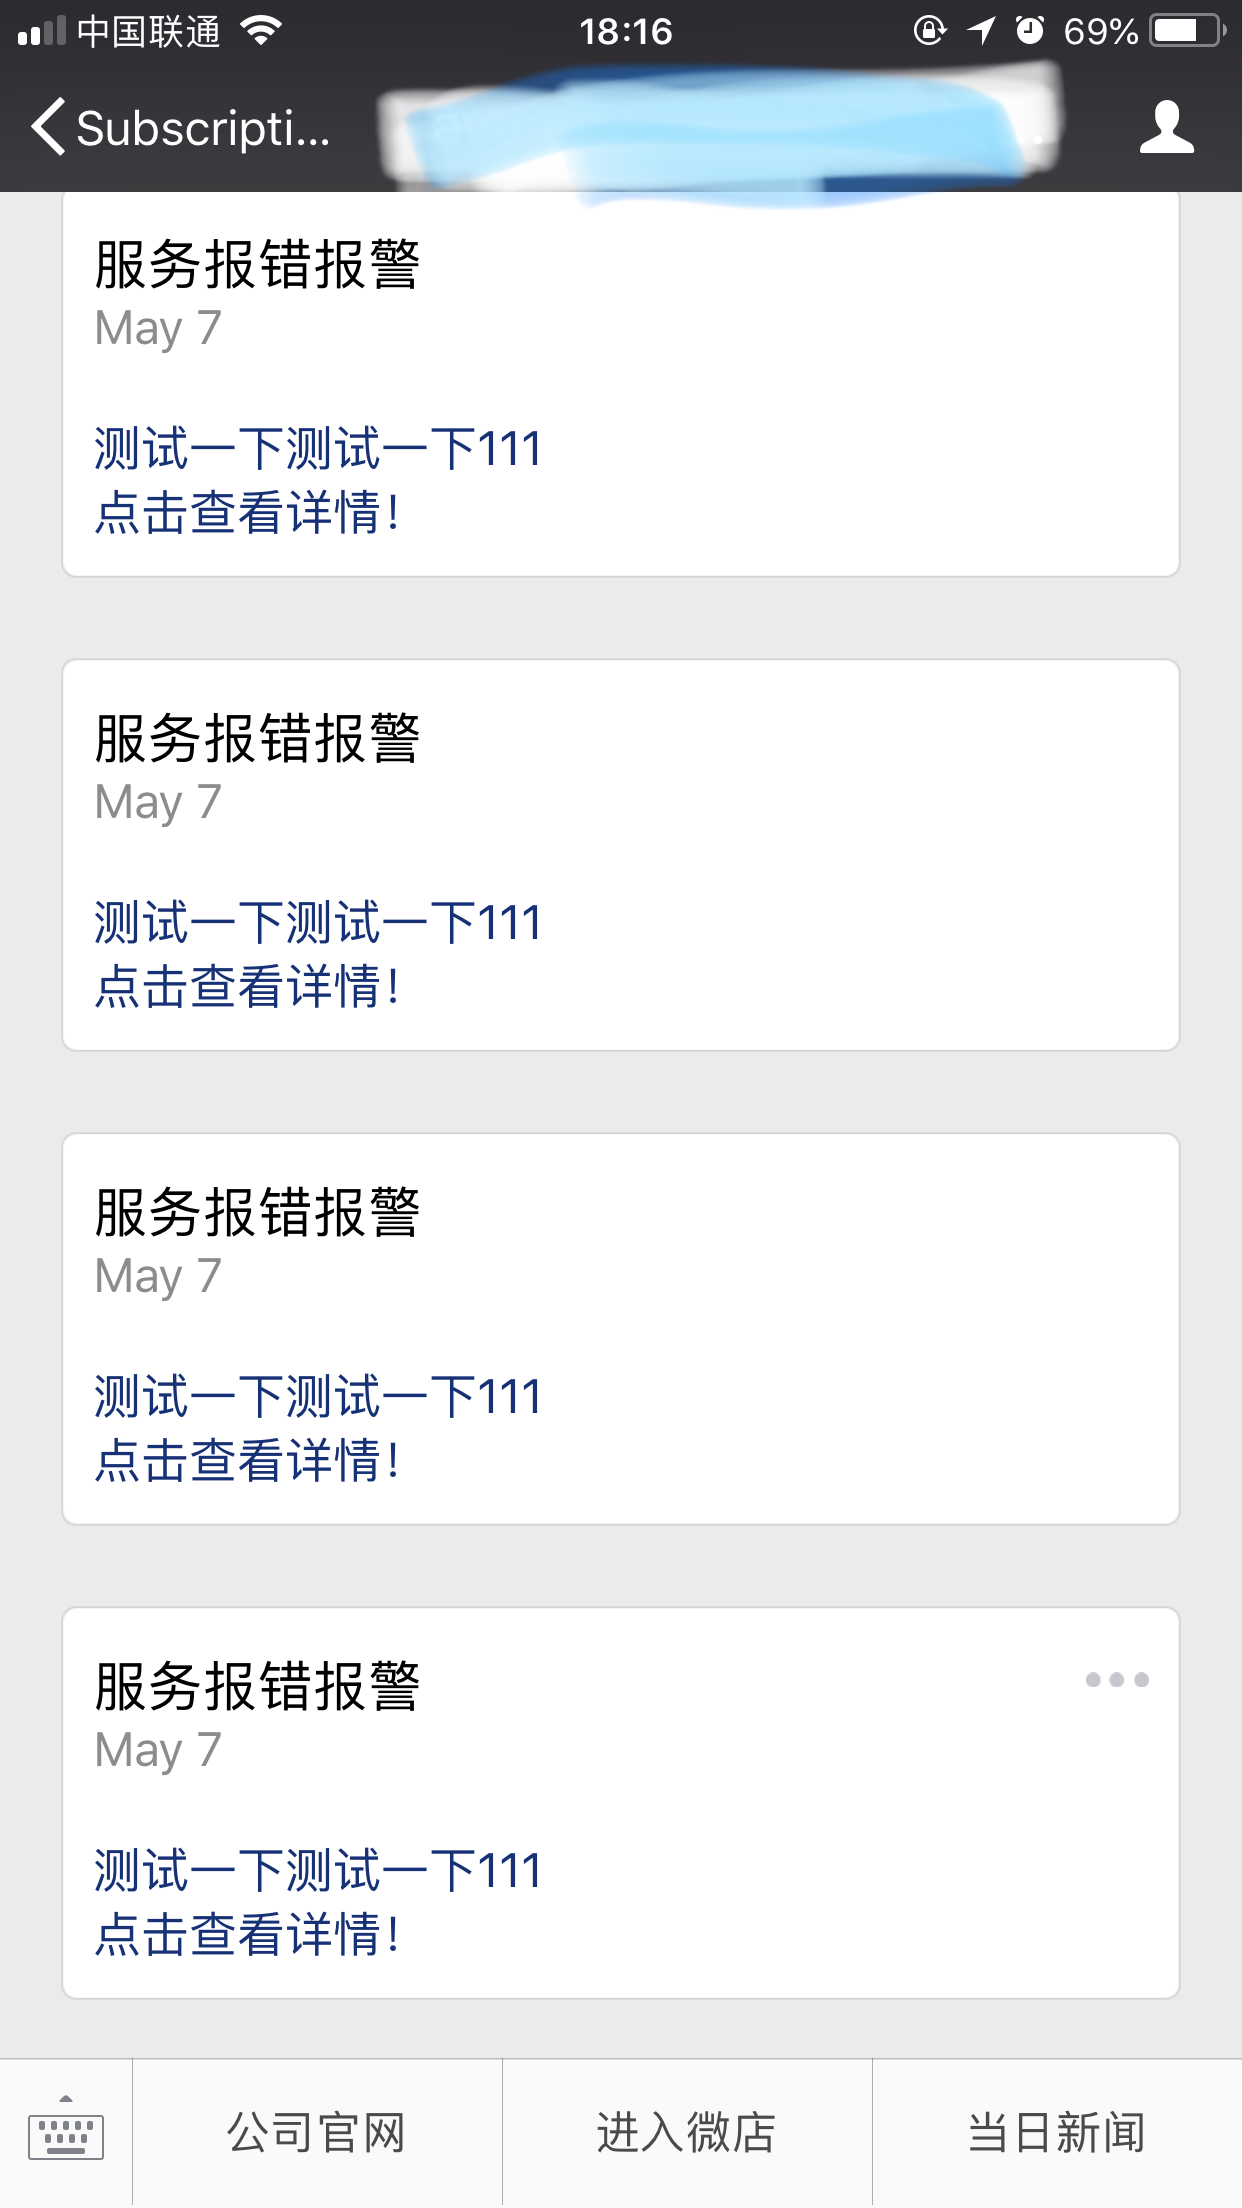 中国联通 18:16 69%
Subscripti...
服务报错报警
May 7
测试一下测试一下111
点击查看详情!
服务报错报警
May 7
测试一下测试一下111
点击查看详情!
服务报错报警
May 7
测试一下测试一下111
点击查看详情!
服务报错报警
May 7
测试一下测试一下111
点击查看详情!
公司官网 进入微店 当日新闻